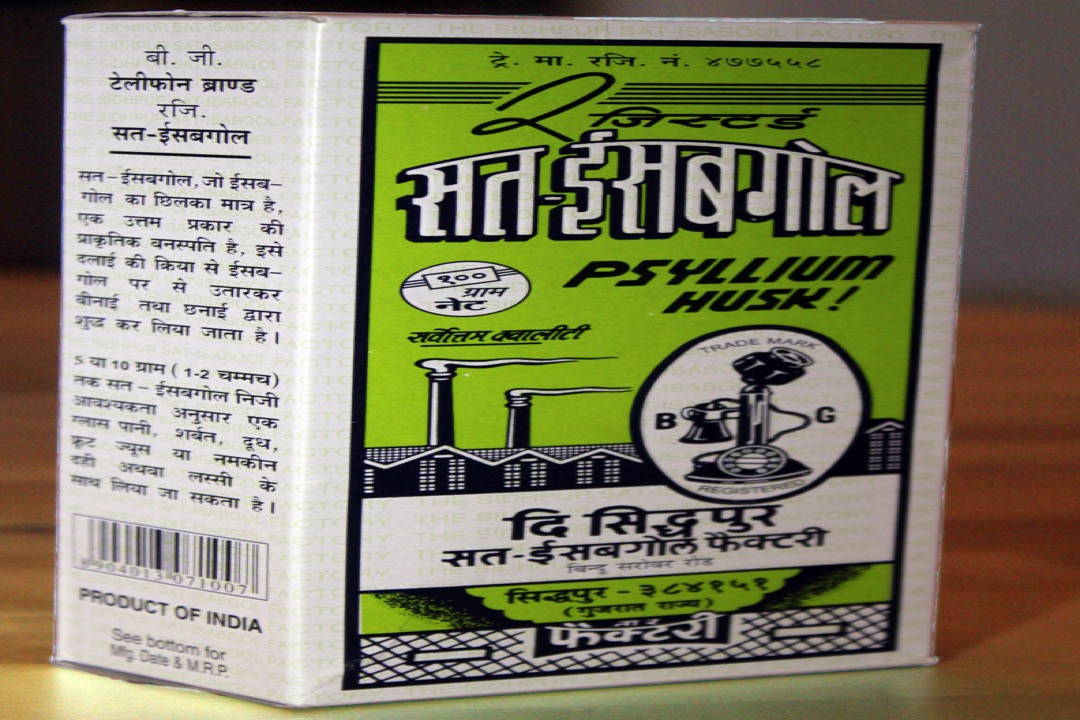 बी. जी.
टेलीफोन ब्राण्ड
रजि.
सत-ईसबगोल
सत-ईसबगोल, जो ईसब-
गोल का छिलका मात्र है,
एक उत्तम प्रकार की
प्राकृतिक वनस्पति है, इसे
दलाई की क्रिया से ईसब-
गोल पर से उतारकर
बीनाई तथा छनाई द्वारा
शुद्ध कर लिया जाता है।
5 या 10 ग्राम (1-2 चम्मच)
तक सत - ईसबगोल निजी
आवश्यकता अनुसार एक
ग्लास पानी, शर्बत, दूध,
फ्रूट ज्यूस या नमकीन
दही अथवा लस्सी के
साथ लिया जा सकता है।
8904013071007
PRODUCT OF INDIA
See bottom for
Mfg. Date & M.R.P.
ट्रे. मा. रजि. नं. ४७७५५८
रजिस्टर्ड
सत-ईसबगोल
१०० ग्राम
नेट
PSYLLIUM
HUSK!
सर्वोत्तम क्वालीटी
TRADE MARK
B G
REGISTERED
दि सिद्धपुर
सत-ईसबगोल फैक्टरी
बिन्दू सरोवर रोड
सिद्धपुर - ३८४१५१
(गुजरात राज्य)
तार
फैक्टरी